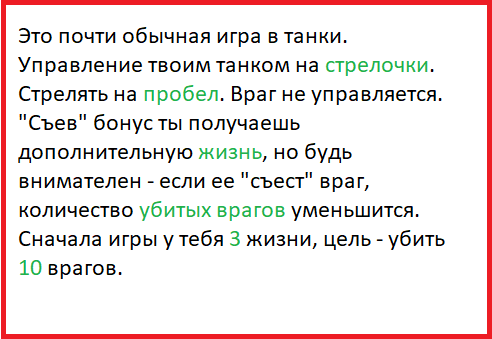 Это почти обычная игра в танки.
Управление твоим танком на стрелочки.
Стрелять на пробел. Враг не управляется.
"Съев" бонус ты получаешь
дополнительную жизнь, но будь
внимателен - если ее "съест" враг,
количество убитых врагов уменьшится.
Сначала игры у тебя 3 жизни, цель - убить
10 врагов.